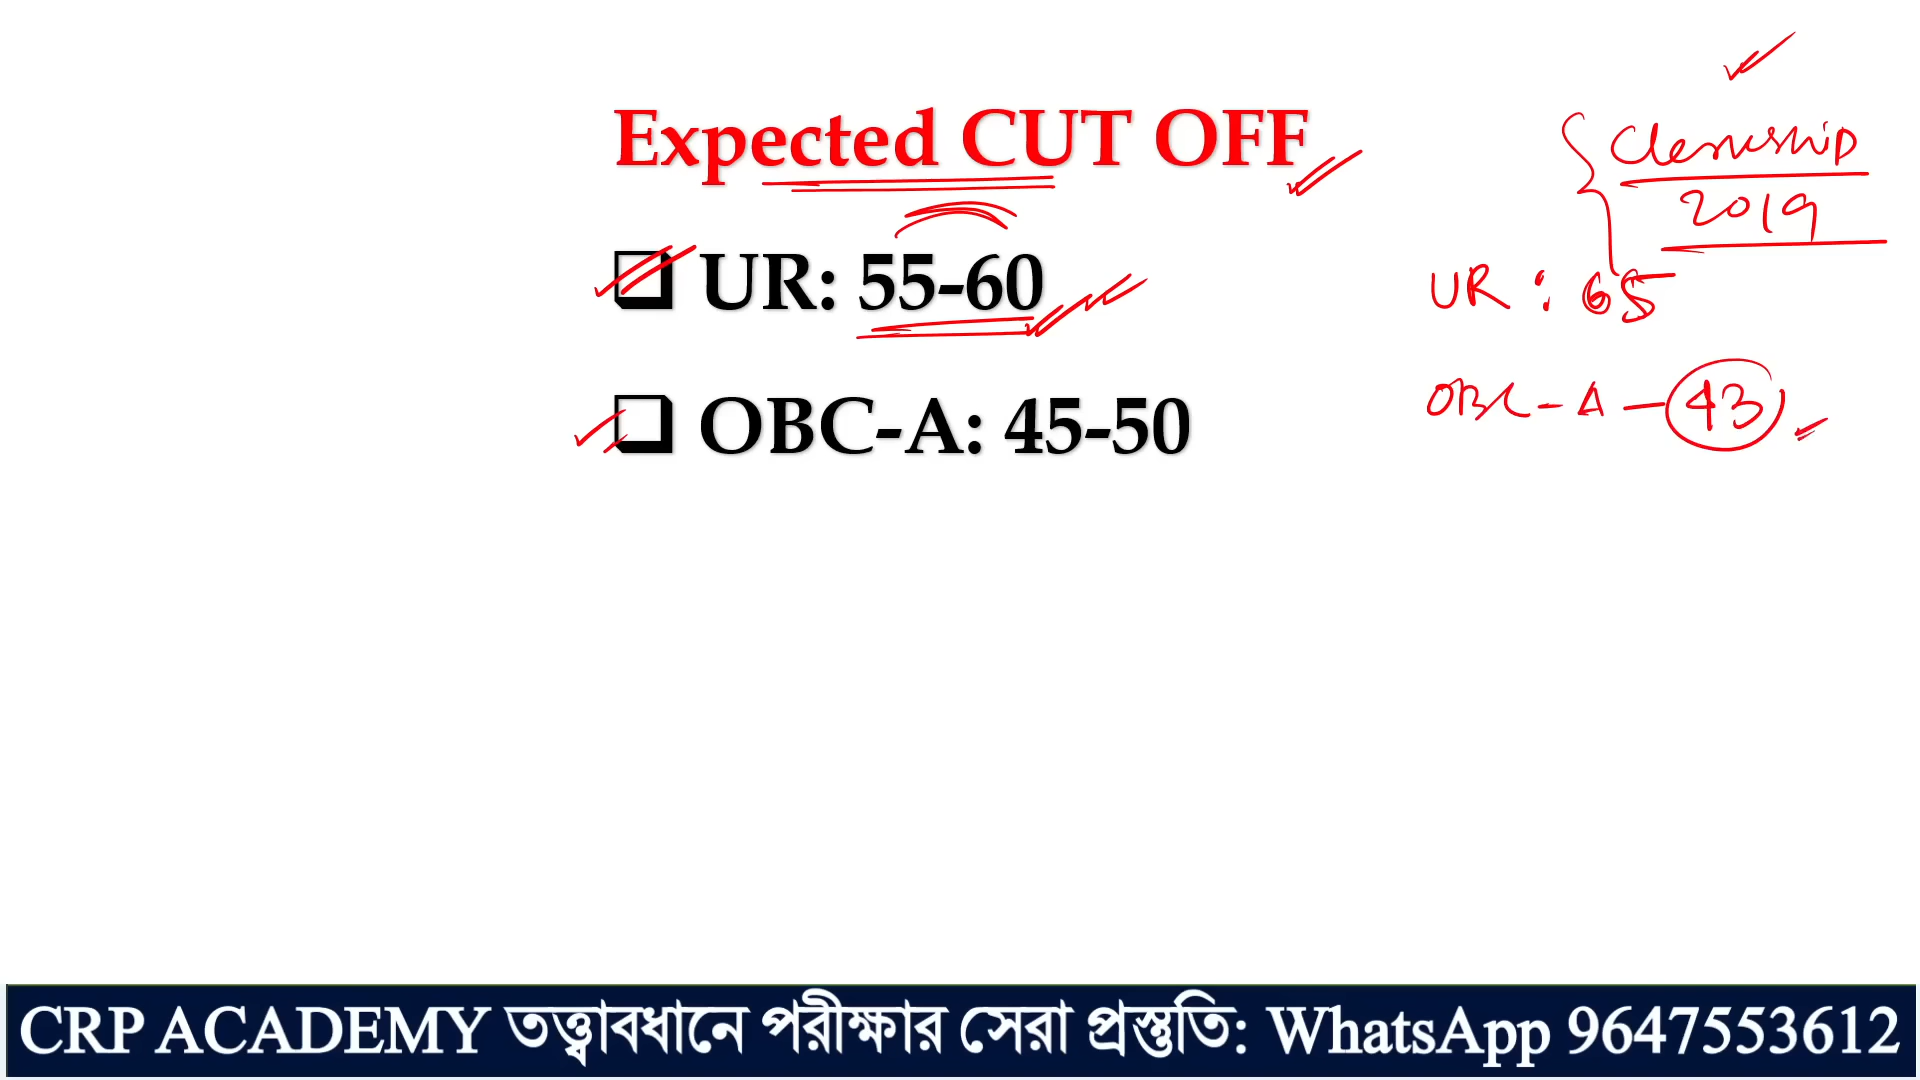 Expected CUT OFF
UR: 55-60
OBC-A: 45-50
Clerkship
2019
UR : 65
OBC-A-43
CRP ACADEMY তত্ত্বাবধানে পরীক্ষার সেরা প্রস্তুতি: WhatsApp 9647553612